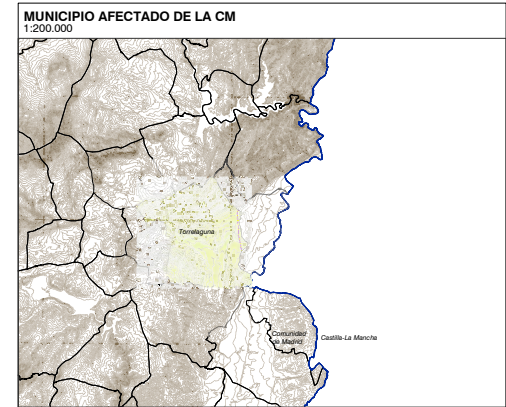 MUNICIPIO AFECTADO DE LA CM
1:200.000
Torrelaguna
Comunidad
de Madrid
Castilla-La Mancha